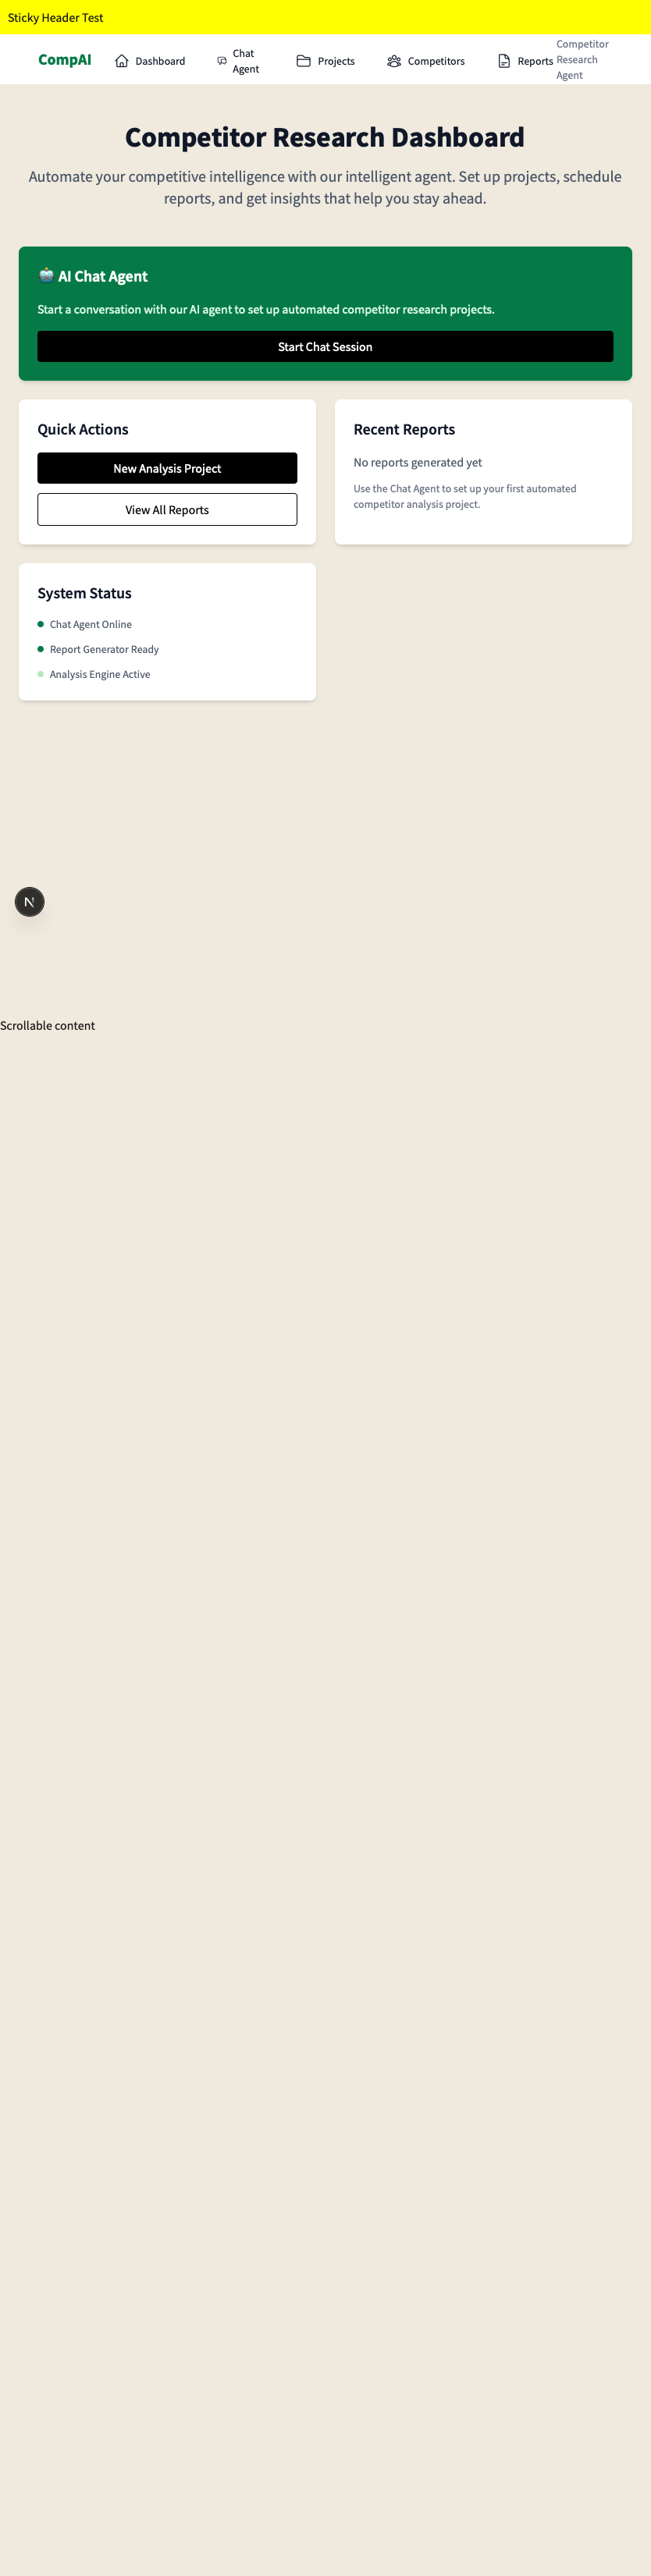 Sticky Header Test
CompAI
Dashboard
Chat
Agent
Projects
Competitors
Reports
Competitor
Research
Agent
Competitor Research Dashboard
Automate your competitive intelligence with our intelligent agent. Set up projects, schedule
reports, and get insights that help you stay ahead.
🤖 AI Chat Agent
Start a conversation with our AI agent to set up automated competitor research projects.
Start Chat Session
Quick Actions
New Analysis Project
View All Reports
Recent Reports
No reports generated yet
Use the Chat Agent to set up your first automated
competitor analysis project.
System Status
Chat Agent Online
Report Generator Ready
Analysis Engine Active
N
Scrollable content